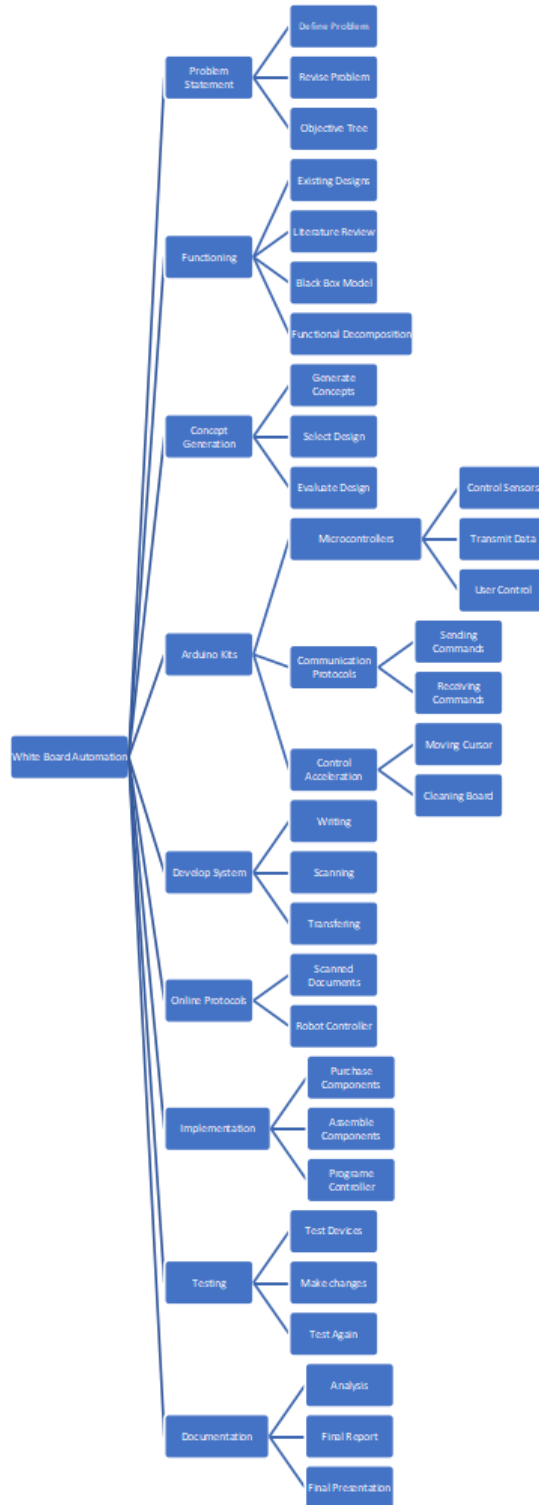 Define Problem
Problem
Statement
Revise Problem
Objective Tree
Existing Designs
Literature Review
Functioning
Black Box Model
Functional Decomposition
Generate
Concepts
Concept
Generation
Select Design
Evaluate Design
Control Sensors
Microcontrollers
Transmit Data
User Control
Sending
Commands
Arduino Kits
Communication
Protocols
Receiving
Commands
White Board Automation
Moving Cursor
Control
Acceleration
Cleaning Board
Writing
Develop System
Scanning
Transfering
Scanned
Documents
Online Protocols
Robot Controller
Purchase
Components
Implementation
Assemble
Components
Programe
Controller
Test Devices
Testing
Make changes
Test Again
Analysis
Documentation
Final Report
Final Presentation